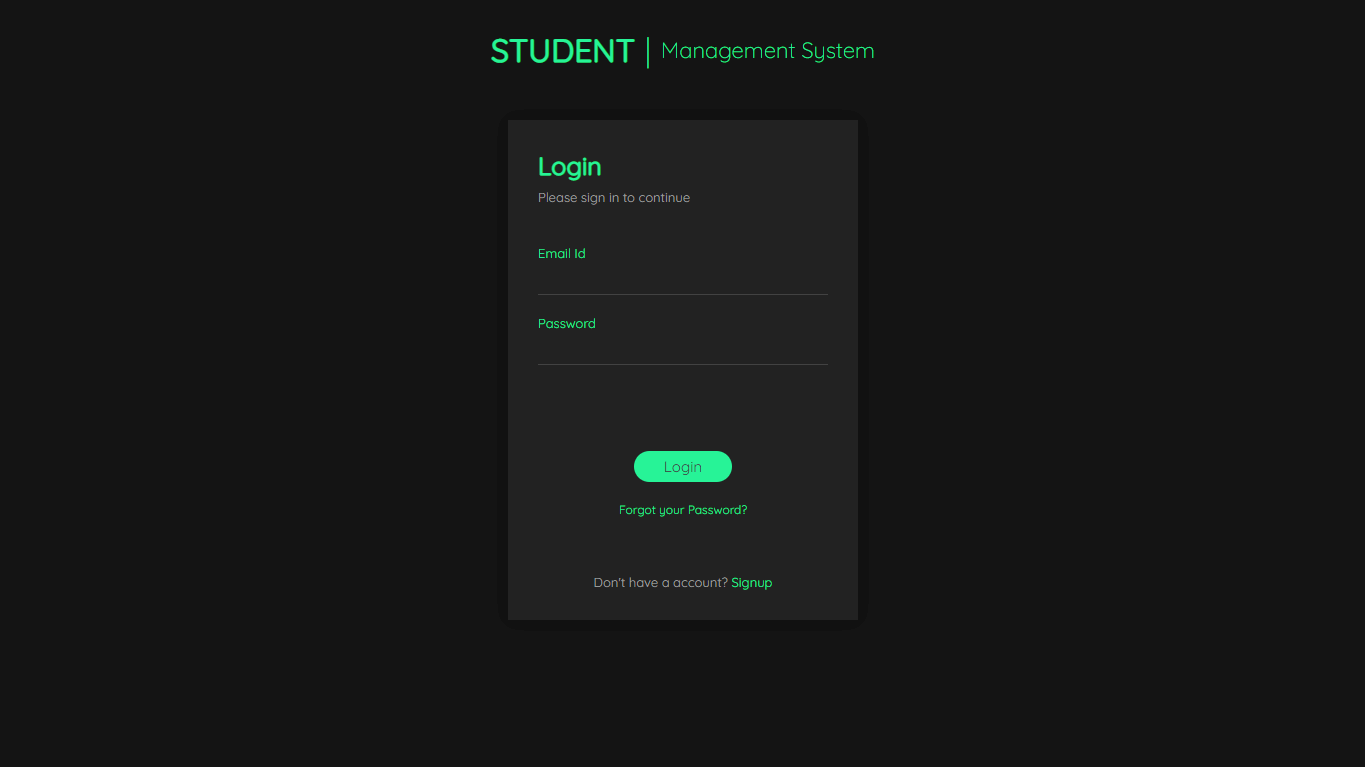 STUDENT | Management System
Login
Please sign in to continue
Email Id
Password
Login
Forgot your Password?
Don't have a account? Signup